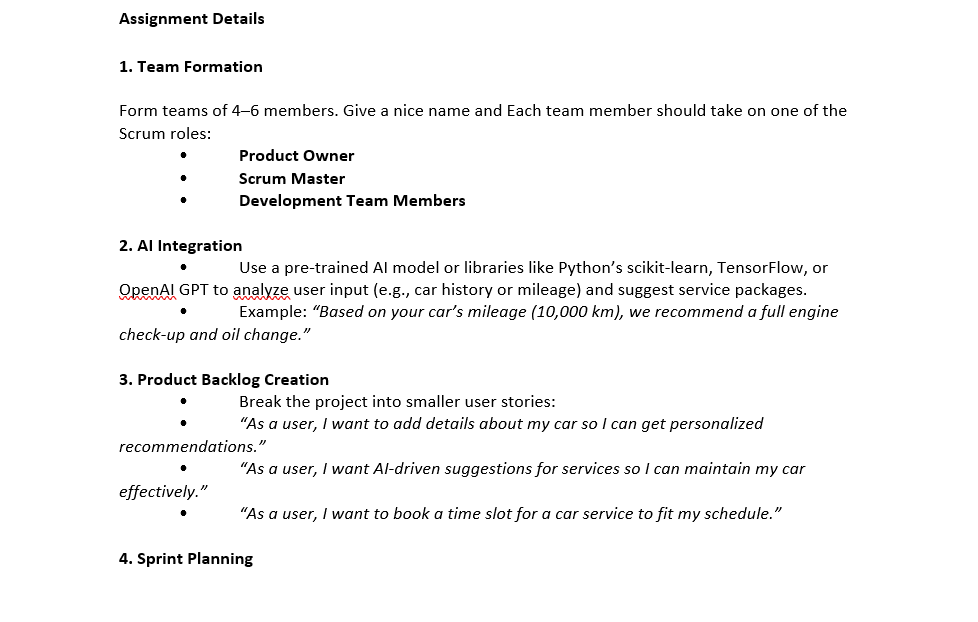 Assignment Details
1. Team Formation
Form teams of 4–6 members. Give a nice name and Each team member should take on one of the
Scrum roles:
• Product Owner
• Scrum Master
• Development Team Members
2. AI Integration
• Use a pre-trained AI model or libraries like Python’s scikit-learn, TensorFlow, or
OpenAI GPT to analyze user input (e.g., car history or mileage) and suggest service packages.
• Example: “Based on your car’s mileage (10,000 km), we recommend a full engine
check-up and oil change.”
3. Product Backlog Creation
• Break the project into smaller user stories:
• “As a user, I want to add details about my car so I can get personalized
recommendations.”
• “As a user, I want AI-driven suggestions for services so I can maintain my car
effectively.”
• “As a user, I want to book a time slot for a car service to fit my schedule.”
4. Sprint Planning